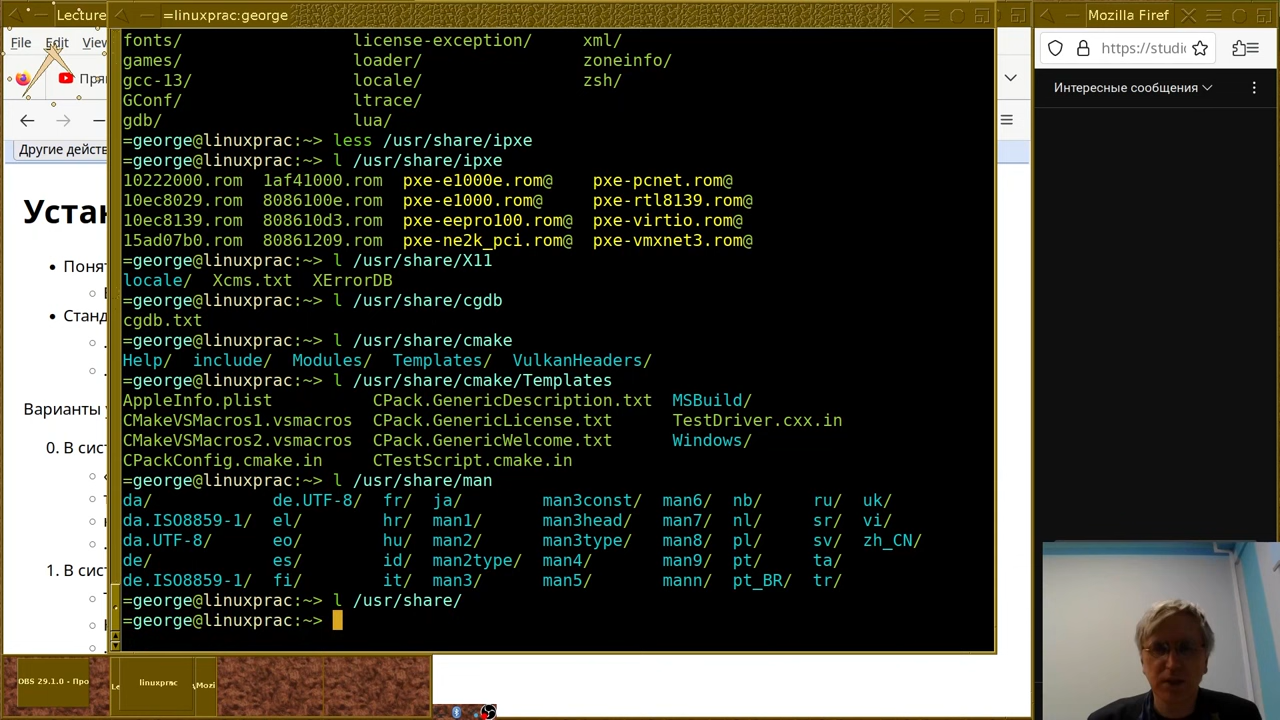 Lecture
=linuxprac:george
Mozilla Firef
File Edit View
Пря
https://studi
Интересные сообщения
Другие действ
Устан
Понят
Станд
Варианты у
0. В сист
1. В сист
fonts/ license-exception/ xml/
games/ loader/ zoneinfo/
gcc-13/ locale/ zsh/
GConf/ ltrace/
gdb/ lua/
=george@linuxprac:~> less /usr/share/ipxe
=george@linuxprac:~> l /usr/share/ipxe
10222000.rom 1af41000.rom pxe-e1000e.rom@ pxe-pcnet.rom@
10ec8029.rom 8086100e.rom pxe-e1000.rom@ pxe-rtl8139.rom@
10ec8139.rom 808610d3.rom pxe-eepro100.rom@ pxe-virtio.rom@
15ad07b0.rom 80861209.rom pxe-ne2k_pci.rom@ pxe-vmxnet3.rom@
=george@linuxprac:~> l /usr/share/X11
locale/ Xcms.txt XErrorDB
=george@linuxprac:~> l /usr/share/cgdb
cgdb.txt
=george@linuxprac:~> l /usr/share/cmake
Help/ include/ Modules/ Templates/ VulkanHeaders/
=george@linuxprac:~> l /usr/share/cmake/Templates
AppleInfo.plist CPack.GenericDescription.txt MSBuild/
CMakeVSMacros1.vsmacros CPack.GenericLicense.txt TestDriver.cxx.in
CMakeVSMacros2.vsmacros CPack.GenericWelcome.txt Windows/
CPackConfig.cmake.in CTestScript.cmake.in
=george@linuxprac:~> l /usr/share/man
da/ de.UTF-8/ fr/ ja/ man3const/ man6/ nb/ ru/ uk/
da.ISO8859-1/ el/ hr/ man1/ man3head/ man7/ nl/ sr/ vi/
da.UTF-8/ eo/ hu/ man2/ man3type/ man8/ pl/ sv/ zh_CN/
de/ es/ id/ man2type/ man4/ man9/ pt/ ta/
de.ISO8859-1/ fi/ it/ man3/ man5/ mann/ pt_BR/ tr/
=george@linuxprac:~> l /usr/share/
=george@linuxprac:~>
OBS 29.1.0 - Про
linuxprac
Mozi